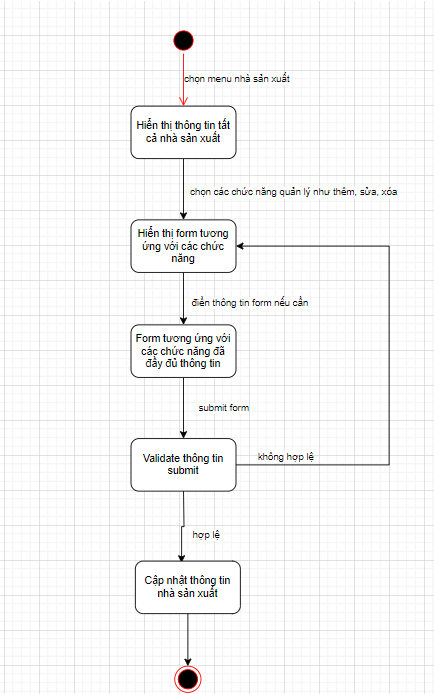 chọn menu nhà sản xuất
Hiển thị thông tin tất
cả nhà sản xuất
chọn các chức năng quản lý như thêm, sửa, xóa
Hiển thị form tương
ứng với các chức
năng
điền thông tin form nếu cần
Form tương ứng với
các chức năng đã
đầy đủ thông tin
submit form
Validate thông tin
submit
không hợp lệ
hợp lệ
Cập nhật thông tin
nhà sản xuất